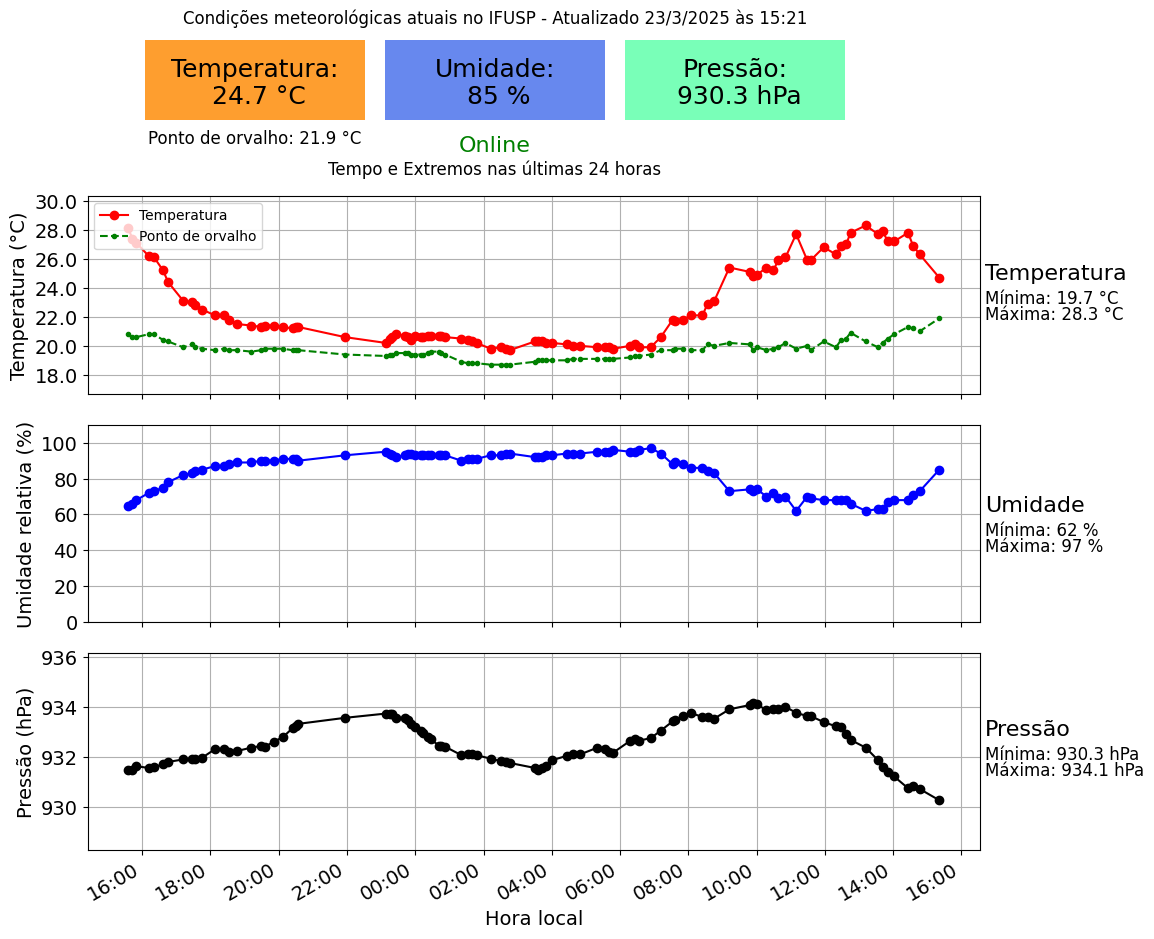 Condições meteorológicas atuais no IFUSP - Atualizado 23/3/2025 às 15:21
Temperatura:
24.7 °C
Umidade:
85 %
Pressão:
930.3 hPa
Ponto de orvalho: 21.9 °C
Online
Tempo e Extremos nas últimas 24 horas
Temperatura (°C)
30.0
28.0
26.0
24.0
22.0
20.0
18.0
Temperatura
Ponto de orvalho
Temperatura
Mínima: 19.7 °C
Máxima: 28.3 °C
Umidade relativa (%)
100
80
60
40
20
0
Umidade
Mínima: 62 %
Máxima: 97 %
Pressão (hPa)
936
934
932
930
Pressão
Mínima: 930.3 hPa
Máxima: 934.1 hPa
16:00
18:00
20:00
22:00
00:00
02:00
04:00
06:00
08:00
10:00
12:00
14:00
16:00
Hora local